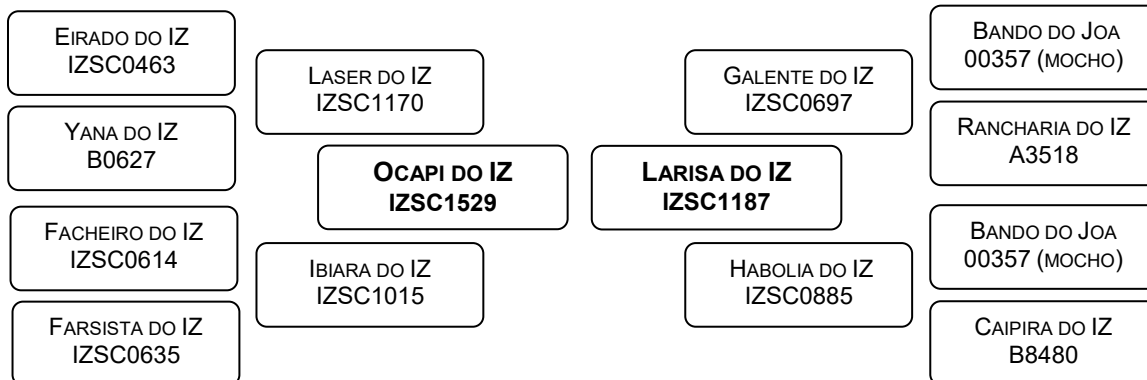 EIRADO DO IZ
IZSC0463
YANA DO IZ
B0627
FACHEIRO DO IZ
IZSC0614
FARSISTA DO IZ
IZSC0635
LASER DO IZ
IZSC1170
IBIARA DO IZ
IZSC1015
OCAPI DO IZ
IZSC1529
LARISA DO IZ
IZSC1187
GALENTE DO IZ
IZSC0697
HABOLIA DO IZ
IZSC0885
BANDO DO JOA
00357 (MOCHO)
RANCHARIA DO IZ
A3518
BANDO DO JOA
00357 (MOCHO)
CAIPIRA DO IZ
B8480